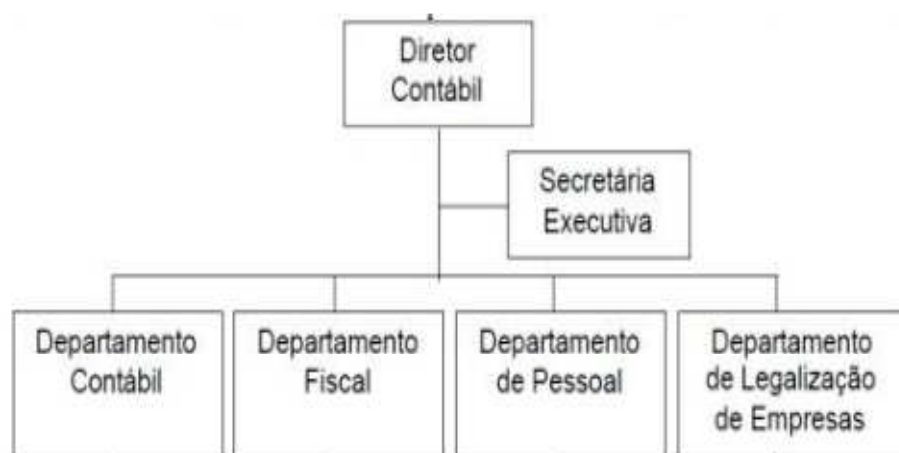 Diretor
Contábil
Secretária
Executiva
Departamento
Contábil
Departamento
Fiscal
Departamento
de Pessoal
Departamento
de Legalização
de Empresas